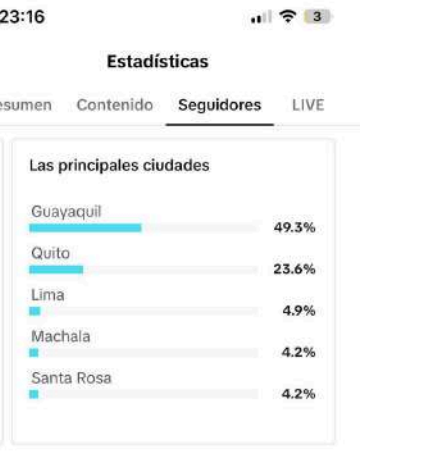 23:16
3
Estadísticas
esumen Contenido Seguidores LIVE
Las principales ciudades
Guayaquil
49.3%
Quito
23.6%
Lima
4.9%
Machala
4.2%
Santa Rosa
4.2%